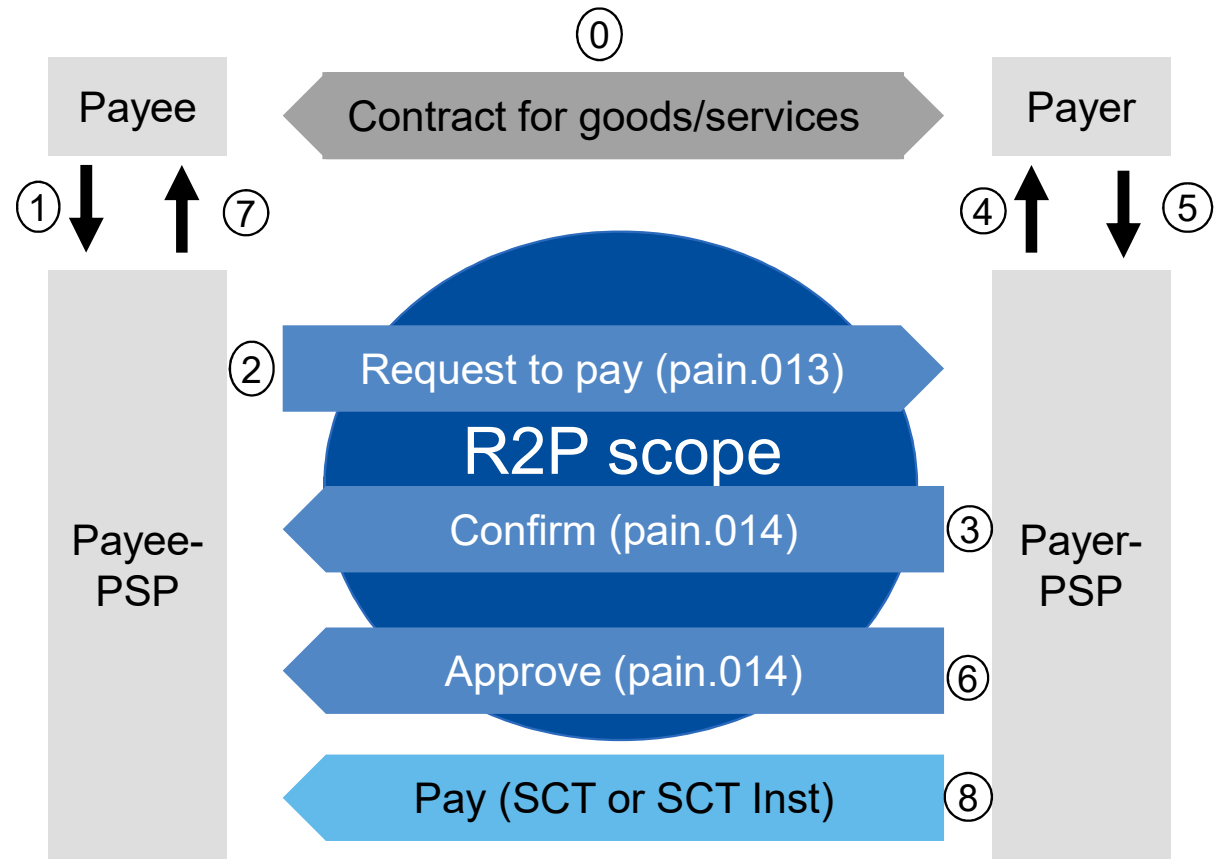 0
Payee
Contract for goods/services
Payer
1
7
4
5
2
Request to pay (pain.013)
R2P scope
Confirm (pain.014)
3
Payee-
PSP
Payer-
PSP
Approve (pain.014)
6
Pay (SCT or SCT Inst)
8